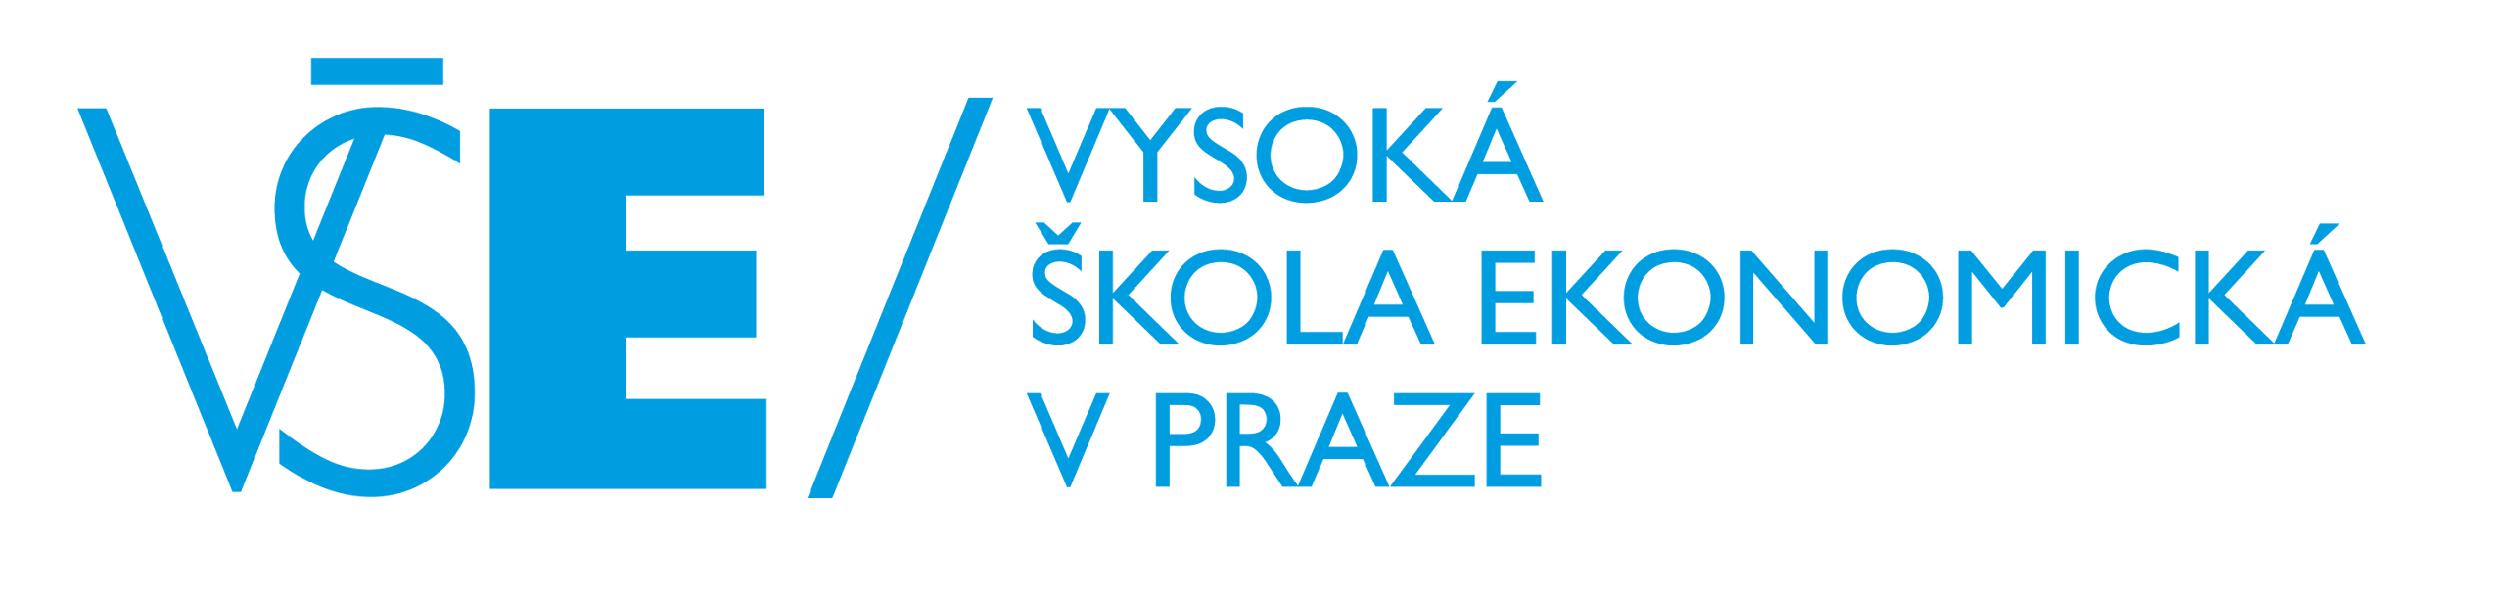 VŠE/
VYSOKÁ
ŠKOLA EKONOMICKÁ
V PRAZE